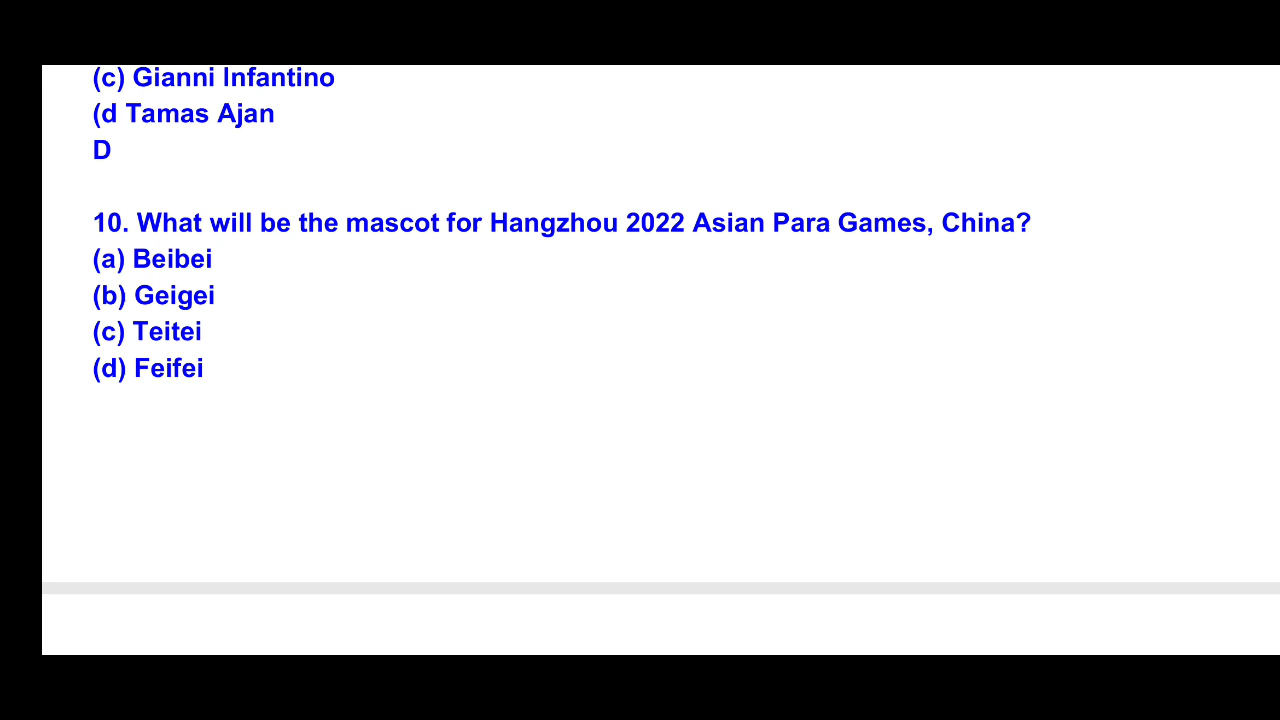 (c) Gianni Infantino
(d Tamas Ajan
D
10. What will be the mascot for Hangzhou 2022 Asian Para Games, China?
(a) Beibei
(b) Geigei
(c) Teitei
(d) Feifei